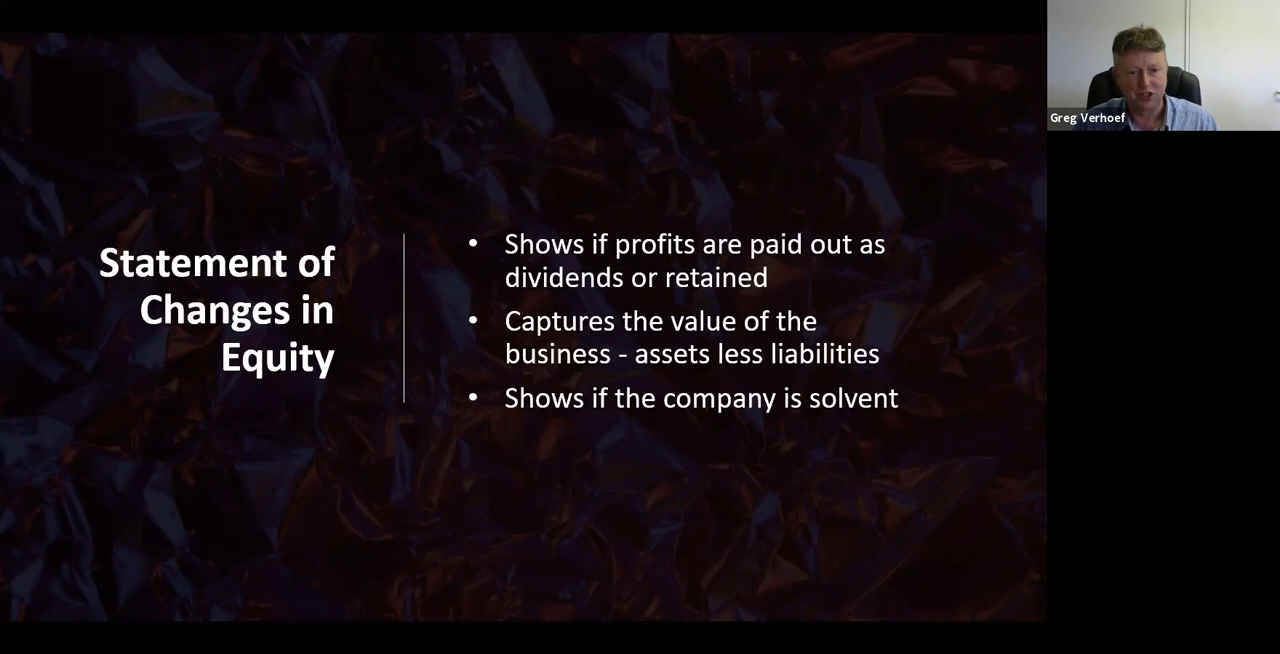 Statement of
Changes in
Equity
• Shows if profits are paid out as
dividends or retained
• Captures the value of the
business - assets less liabilities
• Shows if the company is solvent
Greg Verhoef